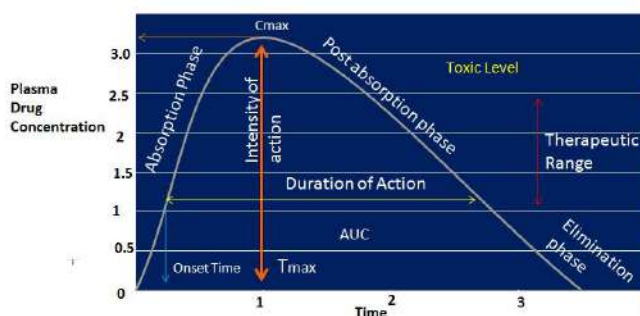 Cmax
3.0
Plasma
Drug
Concentration
2.5
2
1.5
1
0.5
0
Absorption Phase
Intensity of
action
Post absorption phase
Toxic Level
Therapeutic
Range
Duration of Action
AUC
Elimination
phase
Onset Time
Tmax
1
2
3
Time